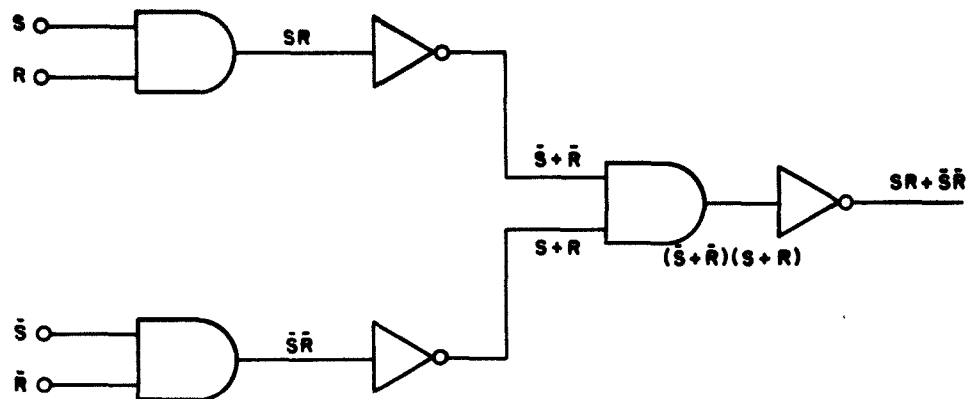 S
R
SR
S̄ + R̄
SR + S̄R̄
S + R
(S̄ + R̄) (S + R)
S̄
R̄
S̄R̄